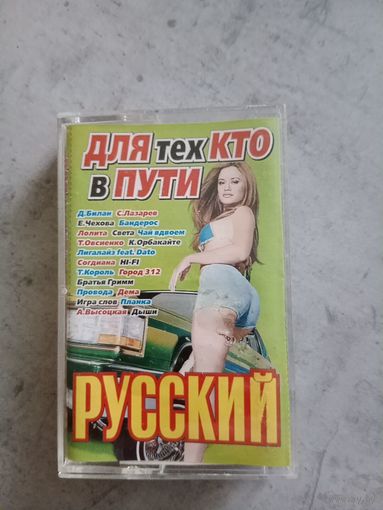 ДЛЯ тех КТО
в ПУТИ
Д.Билан С.Лазарев
Е.Чехова Бандерос
Лолита Света Чай вдвоем
Т.Овсиенко К.Орбакайте
Лигалайз feat. Dato
Согдиана HI-FI
Т.Король Город 312
Братья Гримм
Провода Дема
Игра слов Планка
А.Высоцкая Дыши
РУССКИЙ